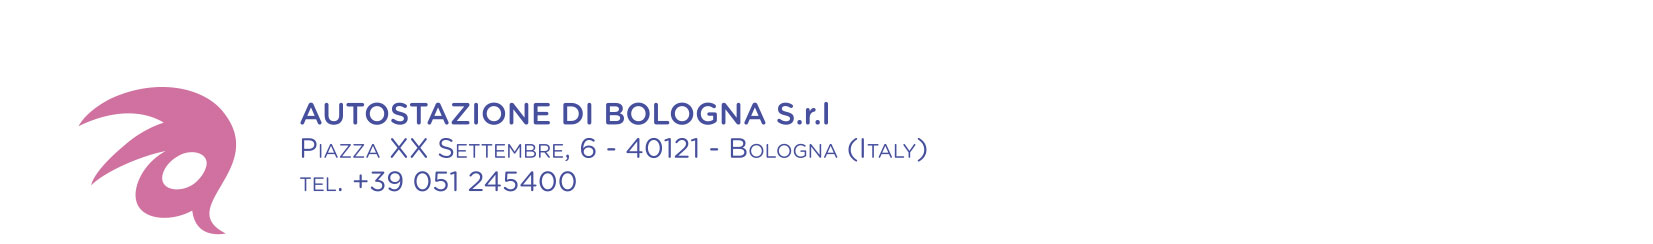 AUTOSTAZIONE DI BOLOGNA S.r.l
Piazza XX Settembre, 6 - 40121 - Bologna (Italy)
tel. +39 051 245400